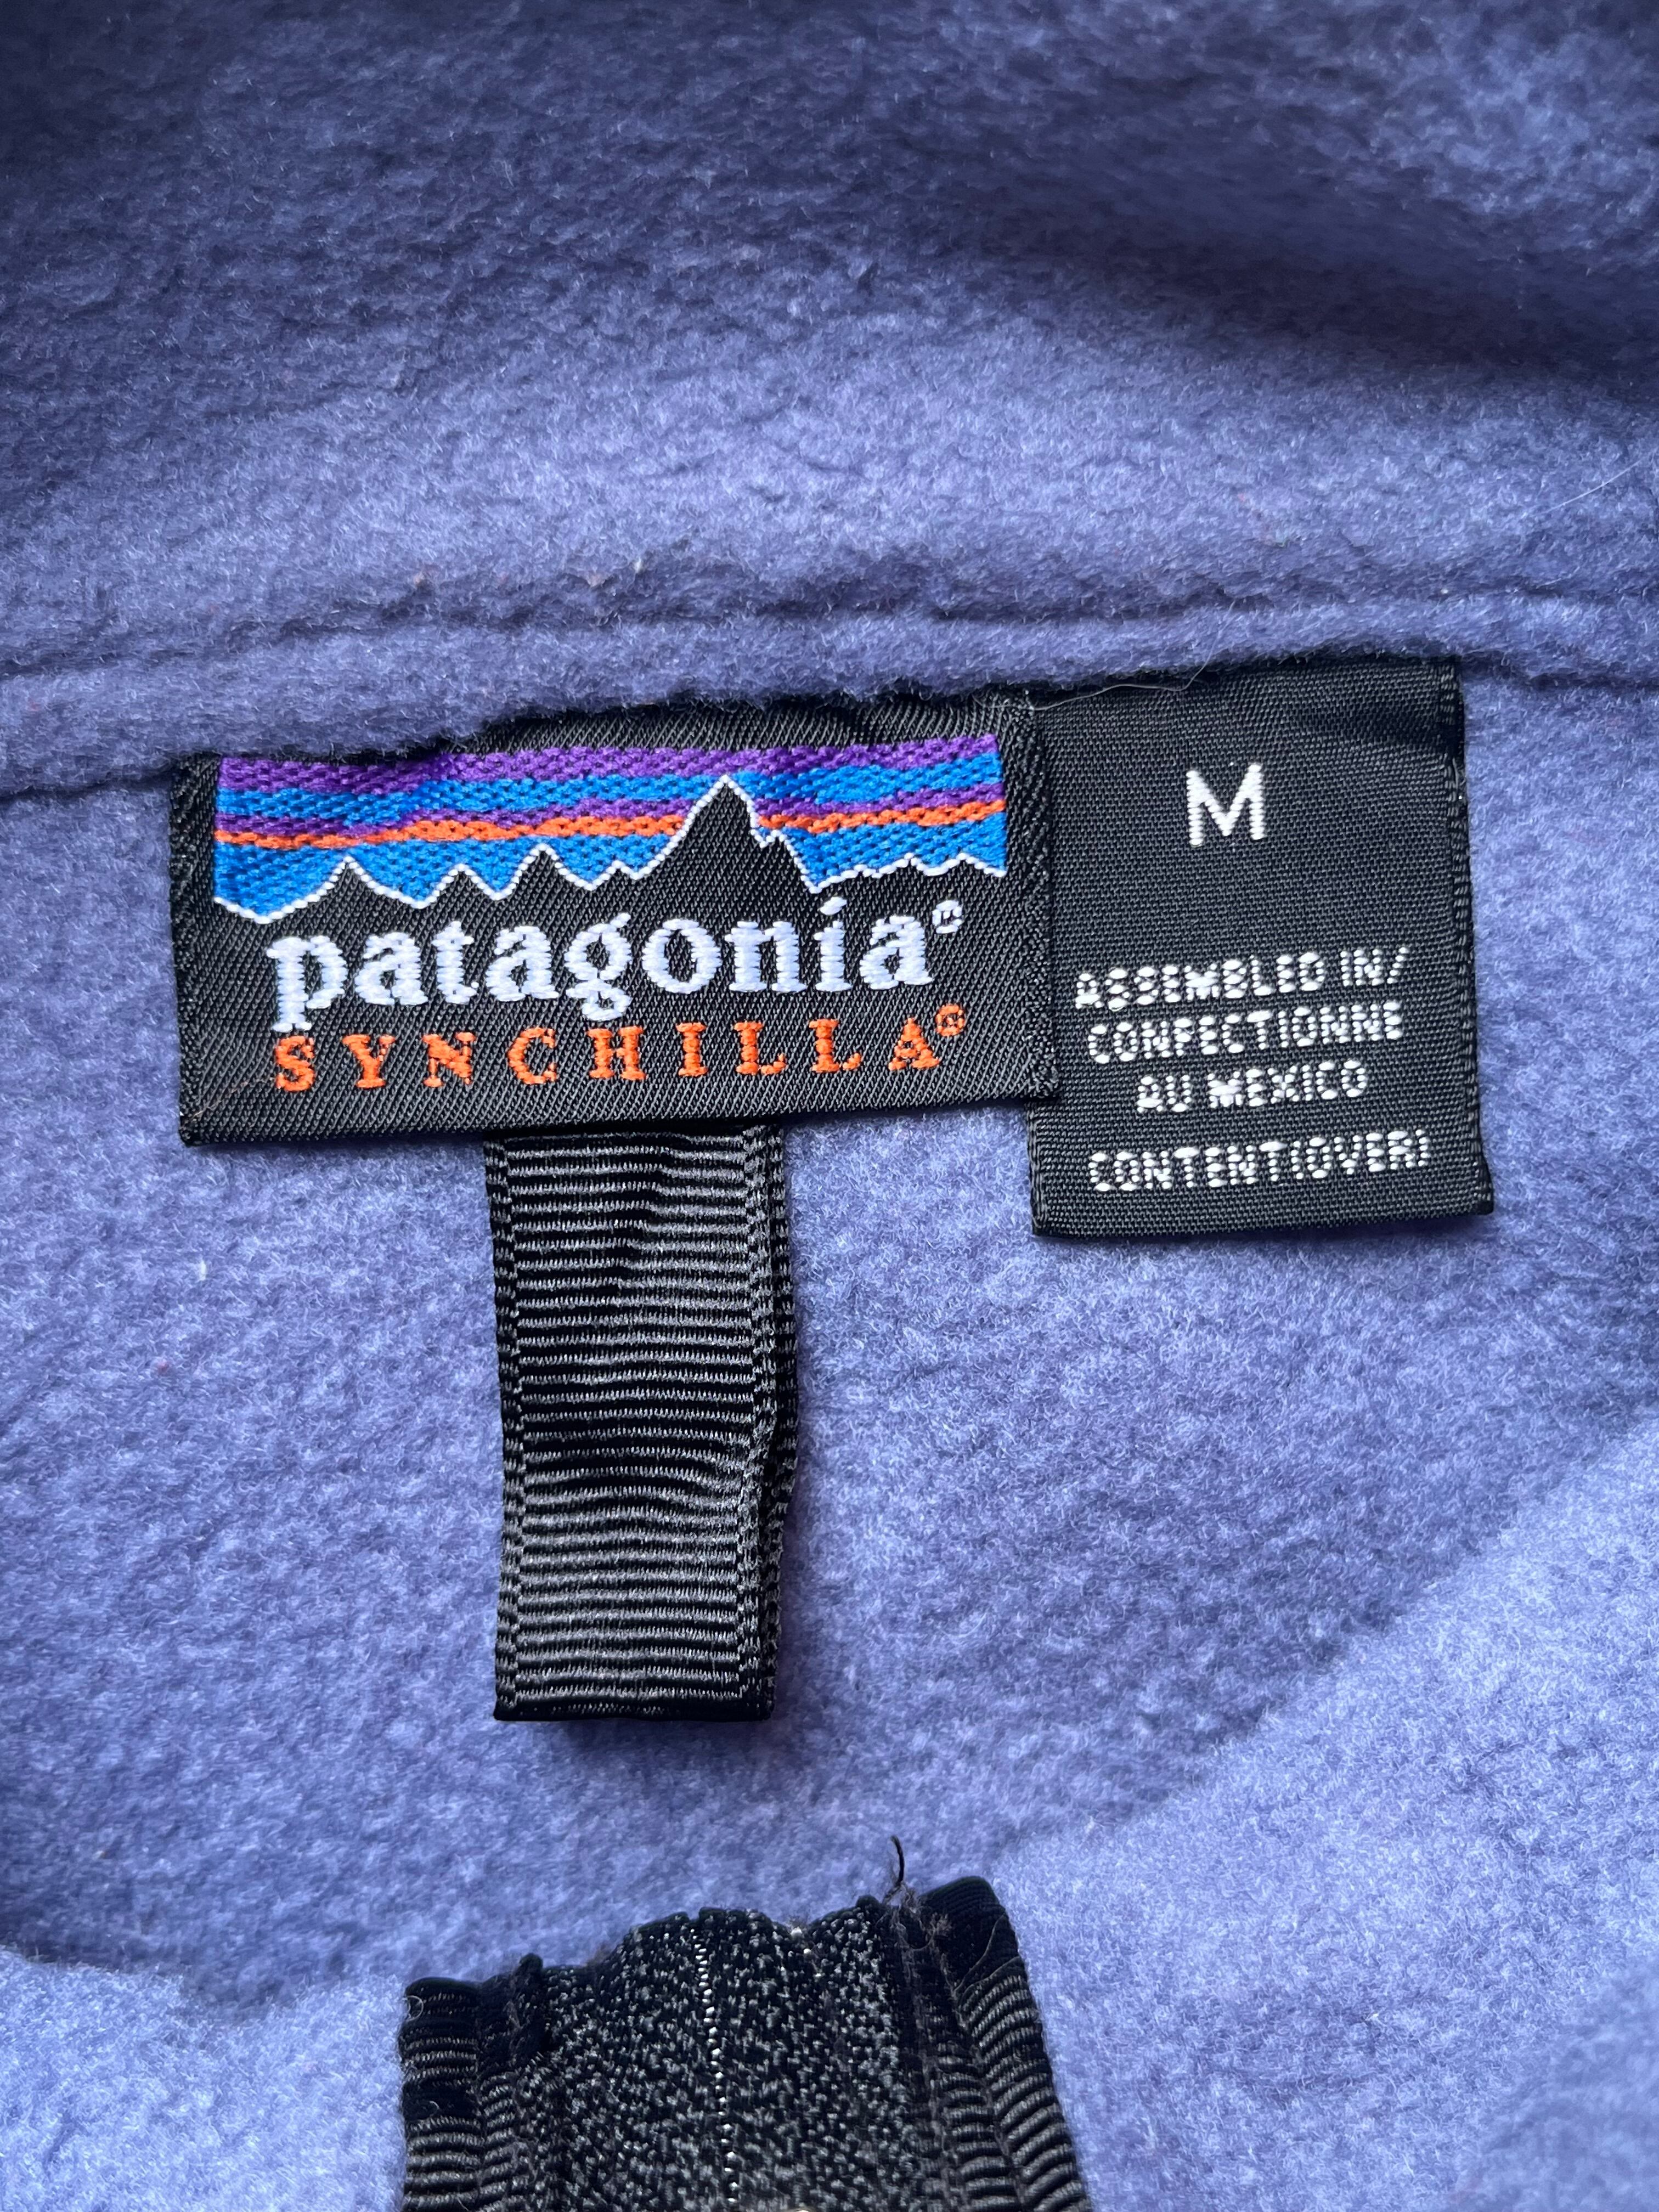 patagonia®
SYNCHILLA®
M
ASSEMBLED IN/
CONFECTIONNE
AU MEXICO
CONTENT(OVER)